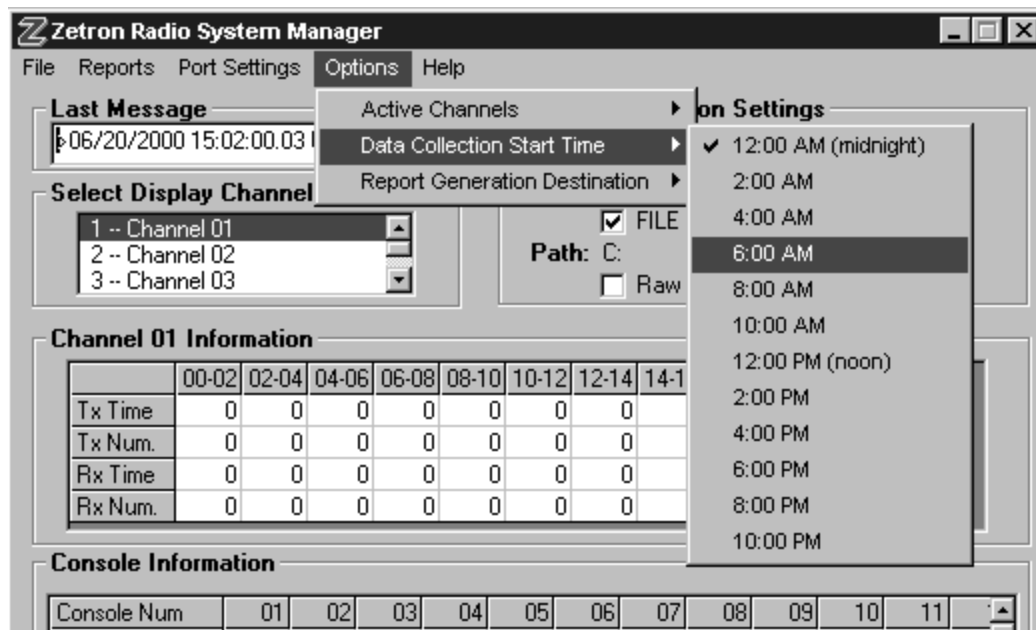 Zetron Radio System Manager
File Reports Port Settings Options Help
Last Message
06/20/2000 15:02:00.03
Active Channels
Data Collection Start Time
Report Generation Destination
on Settings
12:00 AM (midnight)
2:00 AM
4:00 AM
6:00 AM
8:00 AM
10:00 AM
12:00 PM (noon)
2:00 PM
4:00 PM
6:00 PM
8:00 PM
10:00 PM
Select Display Channel
1 -- Channel 01
2 -- Channel 02
3 -- Channel 03
FILE
Path: C:
Raw
Channel 01 Information
00-02 02-04 04-06 06-08 08-10 10-12 12-14 14-1
Tx Time 0 0 0 0 0 0 0
Tx Num. 0 0 0 0 0 0 0
Rx Time 0 0 0 0 0 0 0
Rx Num. 0 0 0 0 0 0 0
Console Information
Console Num 01 02 03 04 05 06 07 08 09 10 11